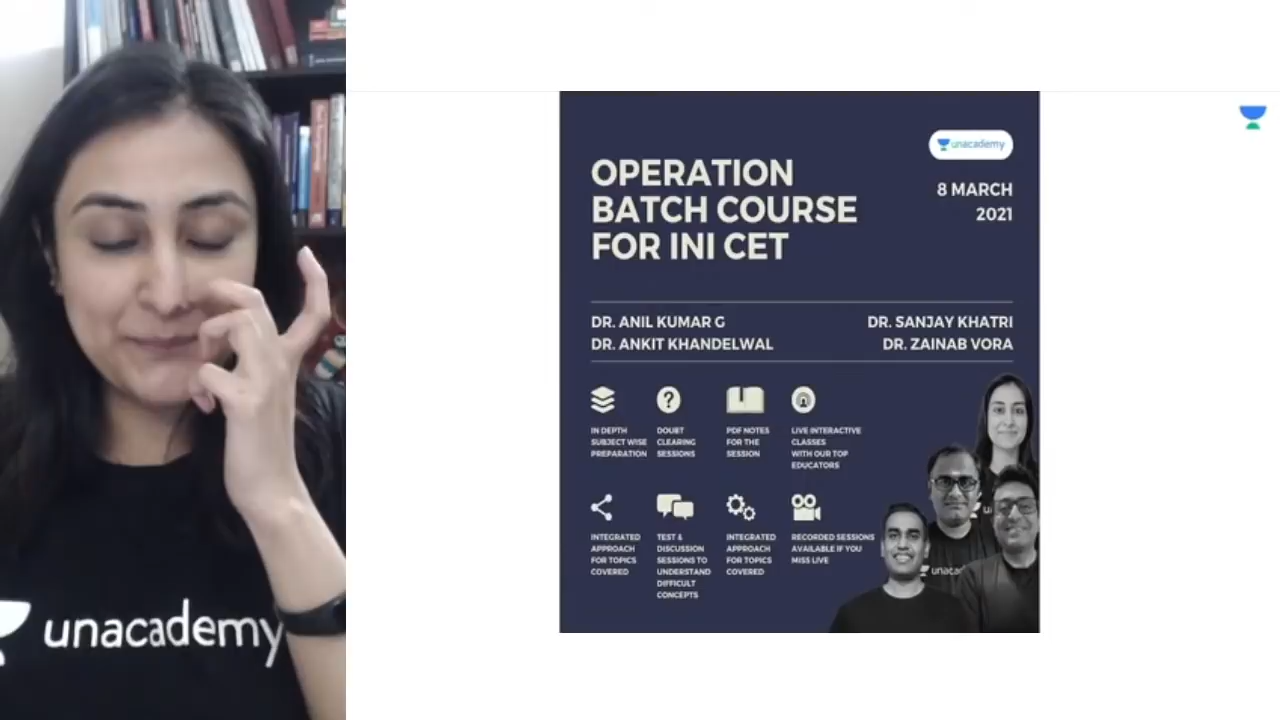 unacademy
unacademy
8 MARCH
2021
OPERATION
BATCH COURSE
FOR INI CET
DR. ANIL KUMAR G
DR. ANKIT KHANDELWAL
DR. SANJAY KHATRI
DR. ZAINAB VORA
IN DEPTH
SUBJECT WISE
PREPARATION
DOUBT
CLEARING
SESSIONS
PDF NOTES
FOR THE
SESSION
LIVE INTERACTIVE
CLASSES
WITH OUR TOP
EDUCATORS
INTEGRATED
APPROACH
FOR TOPICS
COVERED
TEST &
DISCUSSION
SESSIONS TO
UNDERSTAND
DIFFICULT
CONCEPTS
INTEGRATED
APPROACH
FOR TOPICS
COVERED
RECORDED SESSIONS
AVAILABLE IF YOU
MISS LIVE